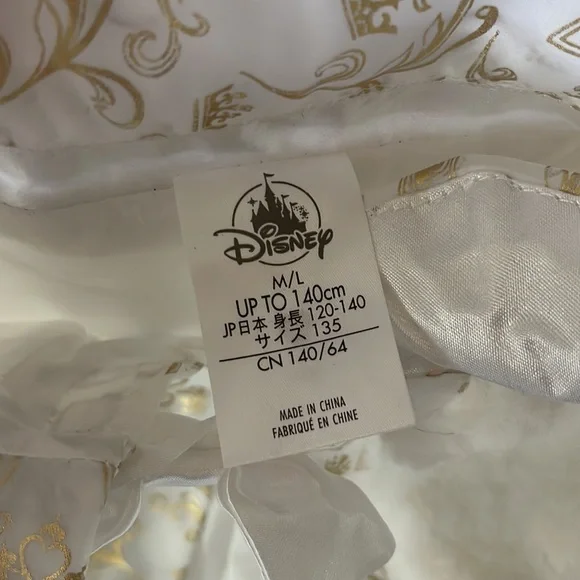 Disney
M/L
UP TO 140cm
JP日本 身長 120-140
サイズ 135
CN 140/64
MADE IN CHINA
FABRIQUÉ EN CHINE